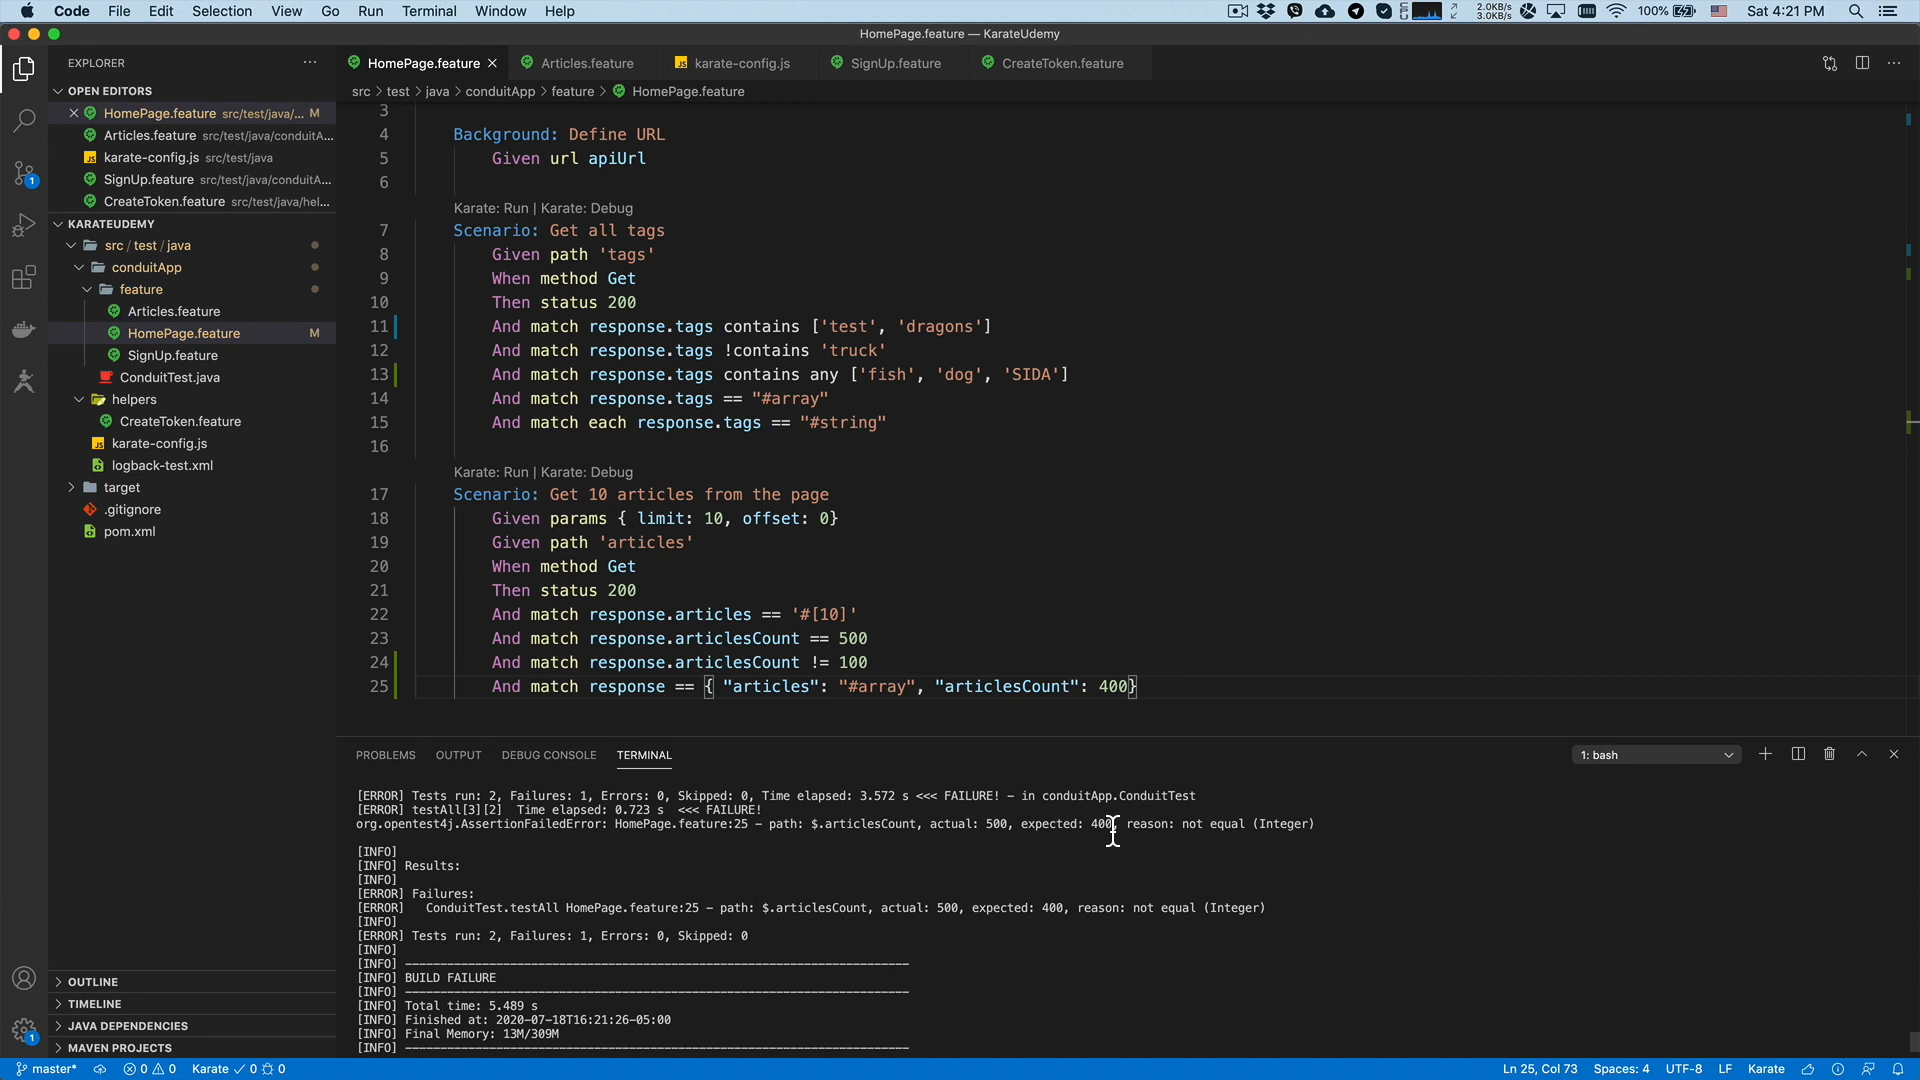 Code File Edit Selection View Go Run Terminal Window Help
2.0KB/s
3.0KB/s
100%
Sat 4:21 PM
HomePage.feature — KarateUdemy
EXPLORER
OPEN EDITORS
HomePage.feature src/test/java/... M
Articles.feature src/test/java/conduitA...
karate-config.js src/test/java
SignUp.feature src/test/java/conduitA...
CreateToken.feature src/test/java/hel...
KARATEUDEMY
src / test / java
conduitApp
feature
Articles.feature
HomePage.feature M
SignUp.feature
ConduitTest.java
helpers
CreateToken.feature
karate-config.js
logback-test.xml
target
.gitignore
pom.xml
OUTLINE
TIMELINE
JAVA DEPENDENCIES
MAVEN PROJECTS
HomePage.feature Articles.feature karate-config.js SignUp.feature CreateToken.feature
src > test > java > conduitApp > feature > HomePage.feature
3
4 Background: Define URL
5 Given url apiUrl
6
Karate: Run | Karate: Debug
7 Scenario: Get all tags
8 Given path 'tags'
9 When method Get
10 Then status 200
11 And match response.tags contains ['test', 'dragons']
12 And match response.tags !contains 'truck'
13 And match response.tags contains any ['fish', 'dog', 'SIDA']
14 And match response.tags == "#array"
15 And match each response.tags == "#string"
16
Karate: Run | Karate: Debug
17 Scenario: Get 10 articles from the page
18 Given params { limit: 10, offset: 0}
19 Given path 'articles'
20 When method Get
21 Then status 200
22 And match response.articles == '#[10]'
23 And match response.articlesCount == 500
24 And match response.articlesCount != 100
25 And match response == { "articles": "#array", "articlesCount": 400}
PROBLEMS OUTPUT DEBUG CONSOLE TERMINAL
1: bash
[ERROR] Tests run: 2, Failures: 1, Errors: 0, Skipped: 0, Time elapsed: 3.572 s <<< FAILURE! - in conduitApp.ConduitTest
[ERROR] testAll[3][2] Time elapsed: 0.723 s <<< FAILURE!
org.opentest4j.AssertionFailedError: HomePage.feature:25 - path: $.articlesCount, actual: 500, expected: 400, reason: not equal (Integer)
[INFO]
[INFO] Results:
[INFO]
[ERROR] Failures:
[ERROR] ConduitTest.testAll HomePage.feature:25 - path: $.articlesCount, actual: 500, expected: 400, reason: not equal (Integer)
[INFO]
[ERROR] Tests run: 2, Failures: 1, Errors: 0, Skipped: 0
[INFO]
[INFO] ------------------------------------------------------------------------
[INFO] BUILD FAILURE
[INFO] ------------------------------------------------------------------------
[INFO] Total time: 5.489 s
[INFO] Finished at: 2020-07-18T16:21:26-05:00
[INFO] Final Memory: 13M/309M
[INFO] ------------------------------------------------------------------------
master* 0 0 Karate 0 0
Ln 25, Col 73 Spaces: 4 UTF-8 LF Karate